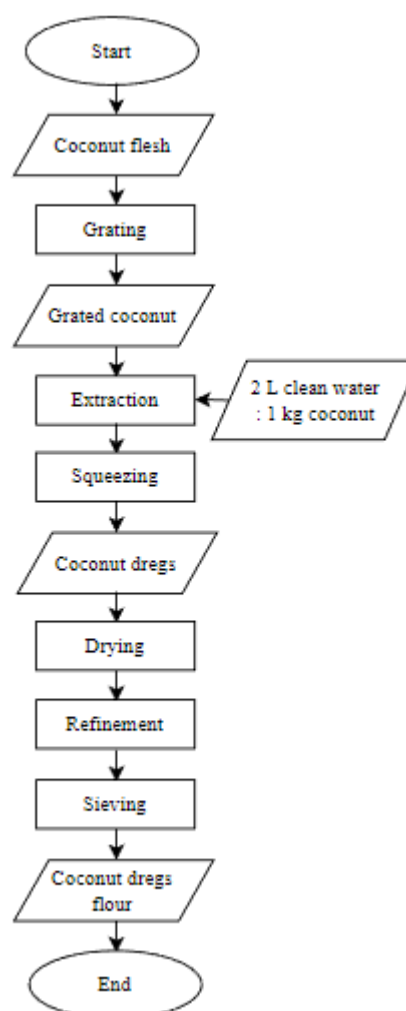 Start
Coconut flesh
Grating
Grated coconut
Extraction
2 L clean water
: 1 kg coconut
Squeezing
Coconut dregs
Drying
Refinement
Sieving
Coconut dregs
flour
End